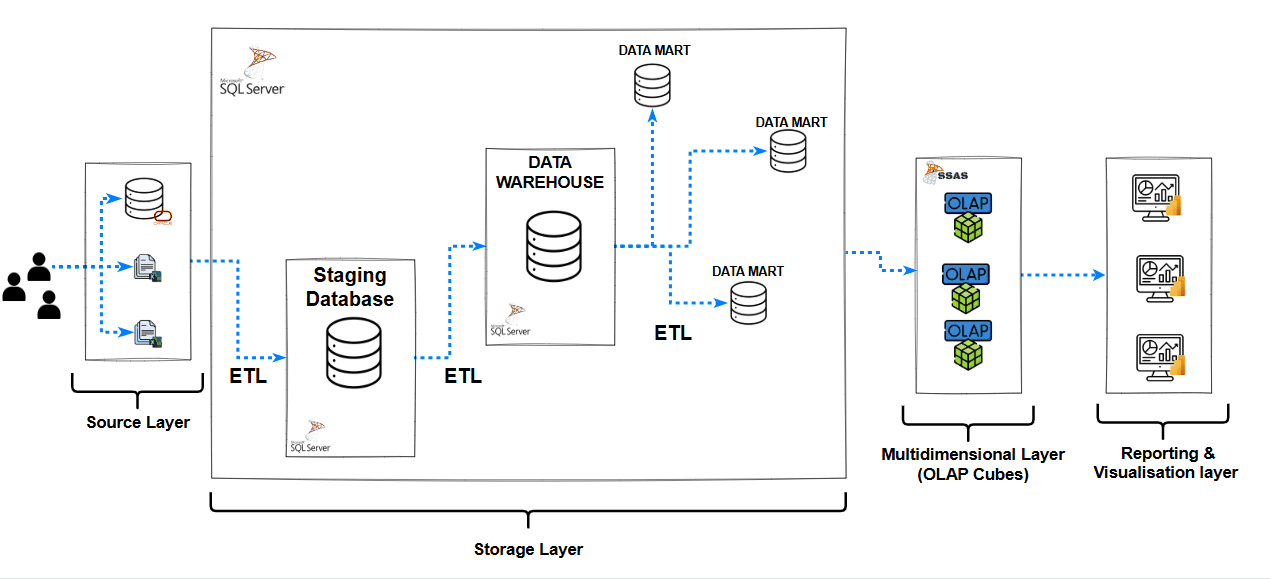 DATA MART
Microsoft
SQL Server
DATA MART
DATA
WAREHOUSE
SSAS
OLAP
OLAP
OLAP
Staging
Database
DATA MART
Microsoft
SQL Server
ETL
ETL
ETL
Microsoft
SQL Server
Source Layer
Multidimensional Layer
(OLAP Cubes)
Reporting &
Visualisation layer
Storage Layer